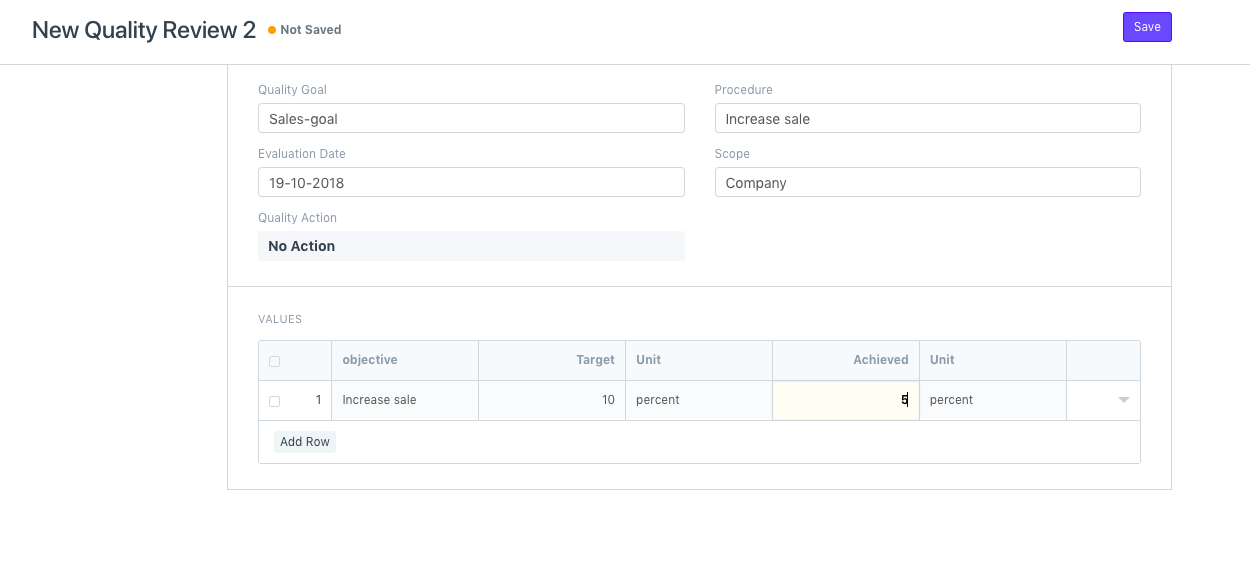 New Quality Review 2 Not Saved Save
Quality Goal Procedure
Sales-goal Increase sale
Evaluation Date Scope
19-10-2018 Company
Quality Action
No Action
VALUES
objective Target Unit Achieved Unit
1 Increase sale 10 percent 5 percent
Add Row